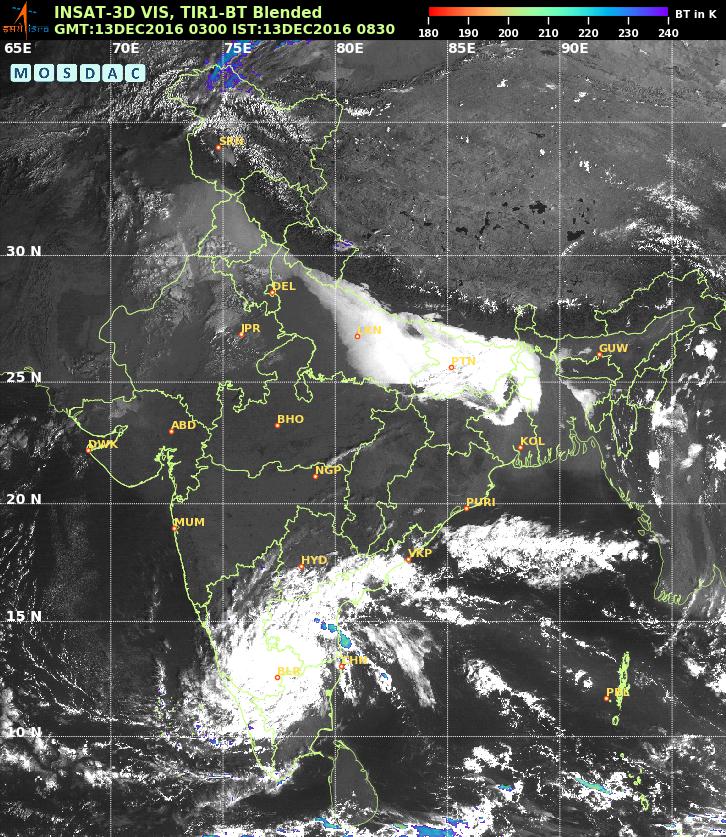 INSAT-3D VIS, TIR1-BT Blended
GMT:13DEC2016 0300 IST:13DEC2016 0830
BT in K
180 190 200 210 220 230 240
65E 70E 75E 80E 85E 90E
MOSDAC
SRN
30 N
DEL
JPR LKN GUW
PTN
25 N
ABD BHO
DWK KOL
NGP
20 N PURI
MUM
HYD VKP
15 N
BLR CHN
PBL
10 N